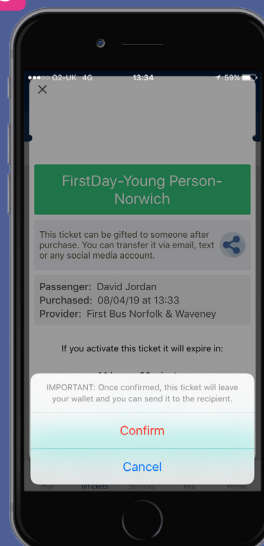 O2-UK 4G 13:34 59%
FirstDay-Young Person-
Norwich
This ticket can be gifted to someone after
purchase. You can transfer it via email, text
or any social media account.
Passenger: David Jordan
Purchased: 08/04/19 at 13:33
Provider: First Bus Norfolk & Waveney
If you activate this ticket it will expire in:
IMPORTANT: Once confirmed, this ticket will leave
your wallet and you can send it to the recipient.
Confirm
Cancel